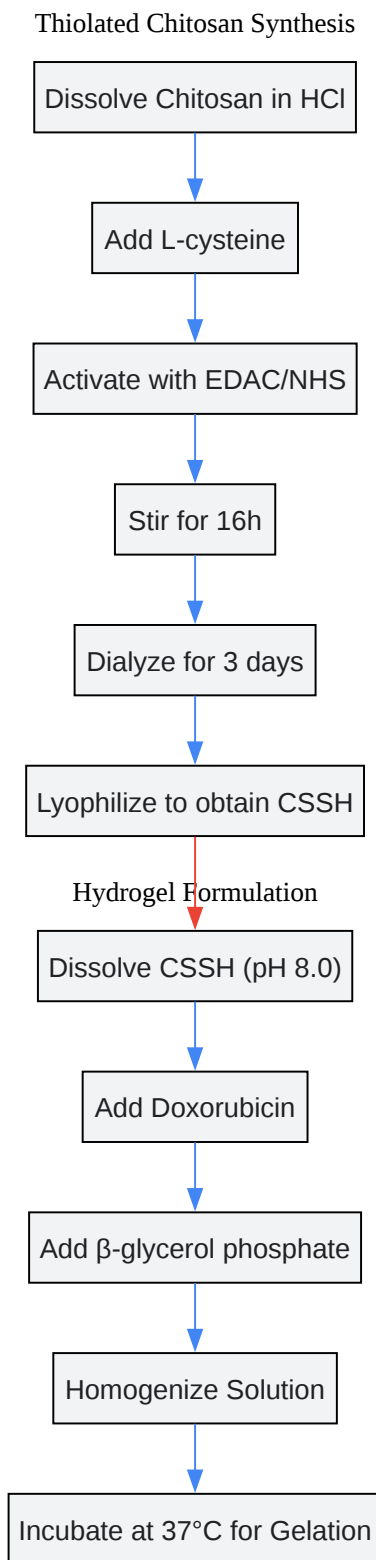 Thiolated Chitosan Synthesis
Dissolve Chitosan in HCl
Add L-cysteine
Activate with EDAC/NHS
Stir for 16h
Dialyze for 3 days
Lyophilize to obtain CSSH
Hydrogel Formulation
Dissolve CSSH (pH 8.0)
Add Doxorubicin
Add β-glycerol phosphate
Homogenize Solution
Incubate at 37°C for Gelation